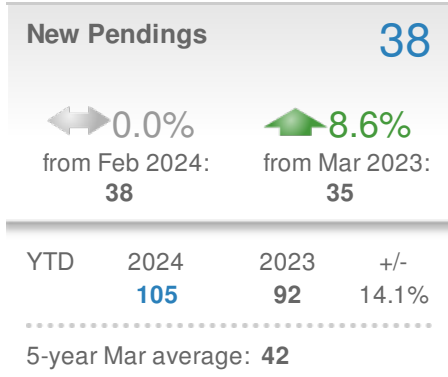 New Pendings 38
0.0% 8.6%
from Feb 2024: from Mar 2023:
38 35
YTD 2024 2023 +/-
105 92 14.1%
5-year Mar average: 42